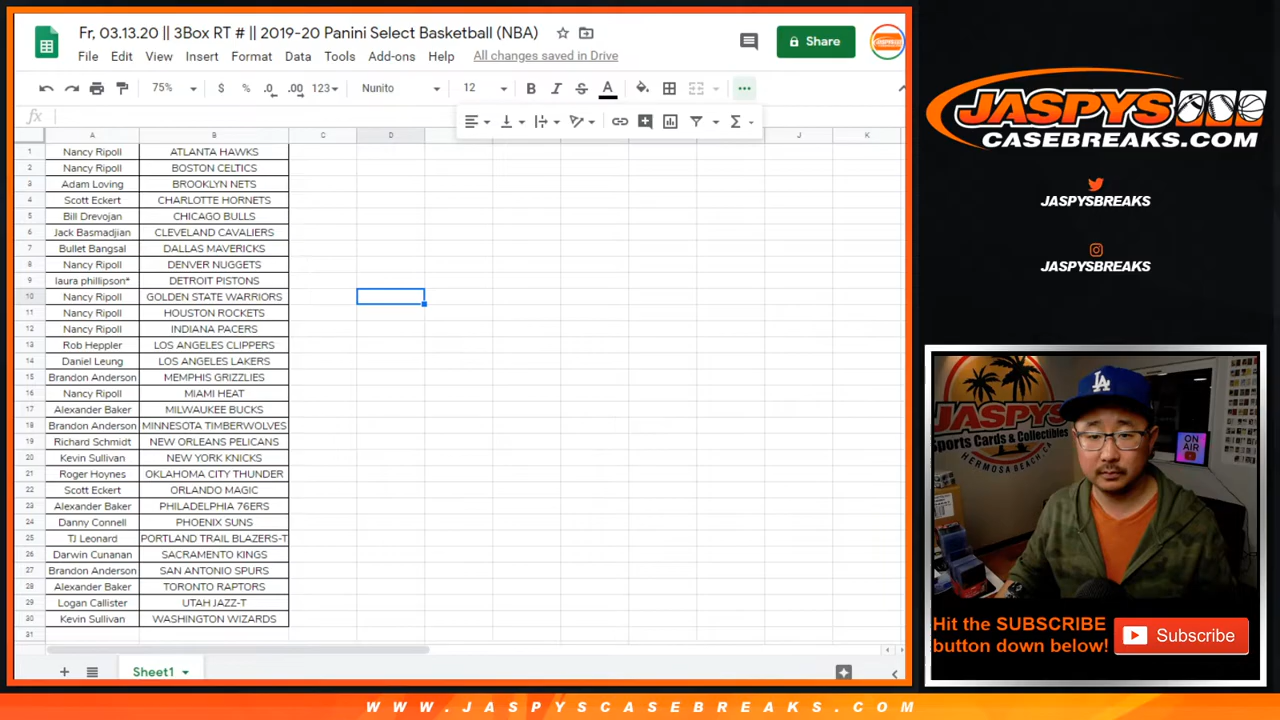 Fr, 03.13.20 || 3Box RT # || 2019-20 Panini Select Basketball (NBA)
File Edit View Insert Format Data Tools Add-ons Help All changes saved in Drive
Share
75% $ % .0 .00 123 Nunito 12 B I S A
fx
A B C D J K
1 Nancy Ripoll ATLANTA HAWKS
2 Nancy Ripoll BOSTON CELTICS
3 Adam Loving BROOKLYN NETS
4 Scott Eckert CHARLOTTE HORNETS
5 Bill Drevojan CHICAGO BULLS
6 Jack Basmadjian CLEVELAND CAVALIERS
7 Bullet Bangsal DALLAS MAVERICKS
8 Nancy Ripoll DENVER NUGGETS
9 laura phillipson* DETROIT PISTONS
10 Nancy Ripoll GOLDEN STATE WARRIORS
11 Nancy Ripoll HOUSTON ROCKETS
12 Nancy Ripoll INDIANA PACERS
13 Rob Heppler LOS ANGELES CLIPPERS
14 Daniel Leung LOS ANGELES LAKERS
15 Brandon Anderson MEMPHIS GRIZZLIES
16 Nancy Ripoll MIAMI HEAT
17 Alexander Baker MILWAUKEE BUCKS
18 Brandon Anderson MINNESOTA TIMBERWOLVES
19 Richard Schmidt NEW ORLEANS PELICANS
20 Kevin Sullivan NEW YORK KNICKS
21 Roger Hoynes OKLAHOMA CITY THUNDER
22 Scott Eckert ORLANDO MAGIC
23 Alexander Baker PHILADELPHIA 76ERS
24 Danny Connell PHOENIX SUNS
25 TJ Leonard PORTLAND TRAIL BLAZERS-T
26 Darwin Cunanan SACRAMENTO KINGS
27 Brandon Anderson SAN ANTONIO SPURS
28 Alexander Baker TORONTO RAPTORS
29 Logan Callister UTAH JAZZ-T
30 Kevin Sullivan WASHINGTON WIZARDS
31
Sheet1
JASPYS
CASEBREAKS.COM
JASPYSBREAKS
JASPYSBREAKS
JASPYS
Sports Cards & Collectibles
HERMOSA BEACH, CA
LA
ON AIR
Hit the SUBSCRIBE
button down below!
Subscribe
WWW.JASPYSCASEBREAKS.COM